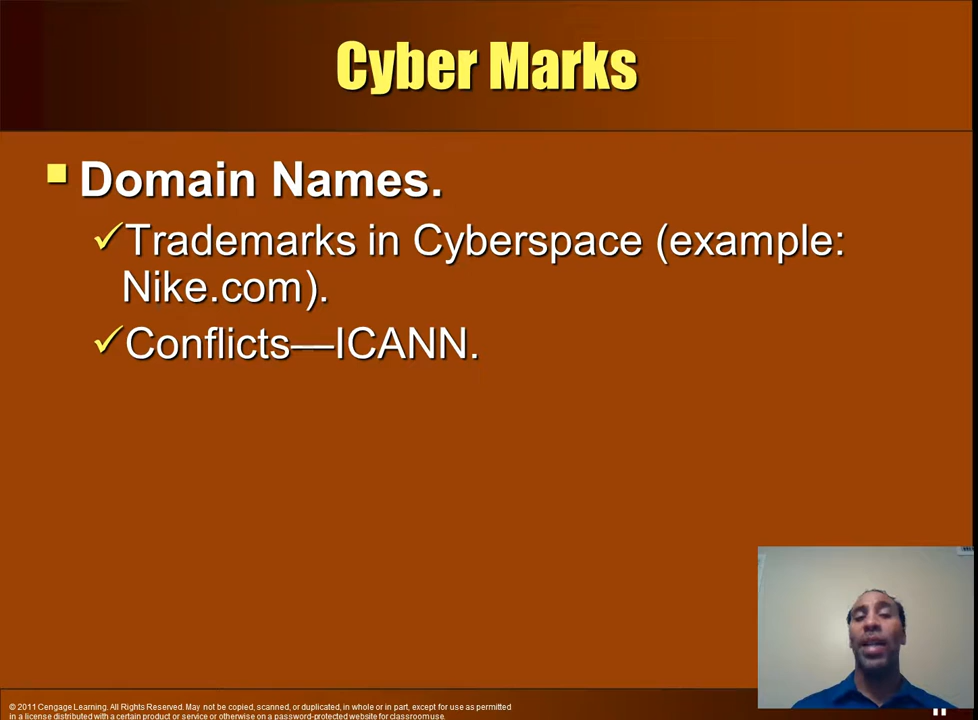 Cyber Marks
Domain Names.
Trademarks in Cyberspace (example:
Nike.com).
Conflicts—ICANN.
© 2011 Cengage Learning. All Rights Reserved. May not be copied, scanned, or duplicated, in whole or in part, except for use as permitted
in a license distributed with a certain product or service or otherwise on a password-protected website for classroom use.